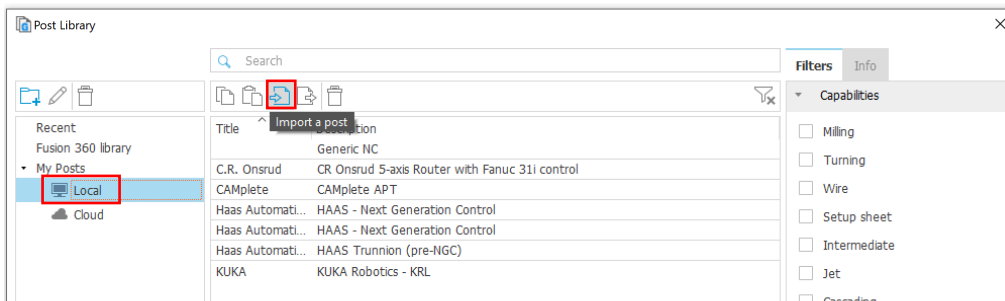 Post Library
Search
Filters Info
Capabilities
Recent
Fusion 360 library
My Posts
Local
Cloud
Import a post
Title
Generic NC
C.R. Onsrud CR Onsrud 5-axis Router with Fanuc 31i control
CAMplete CAMplete APT
Haas Automati... HAAS - Next Generation Control
Haas Automati... HAAS - Next Generation Control
Haas Automati... HAAS Trunnion (pre-NGC)
KUKA KUKA Robotics - KRL
Milling
Turning
Wire
Setup sheet
Intermediate
Jet